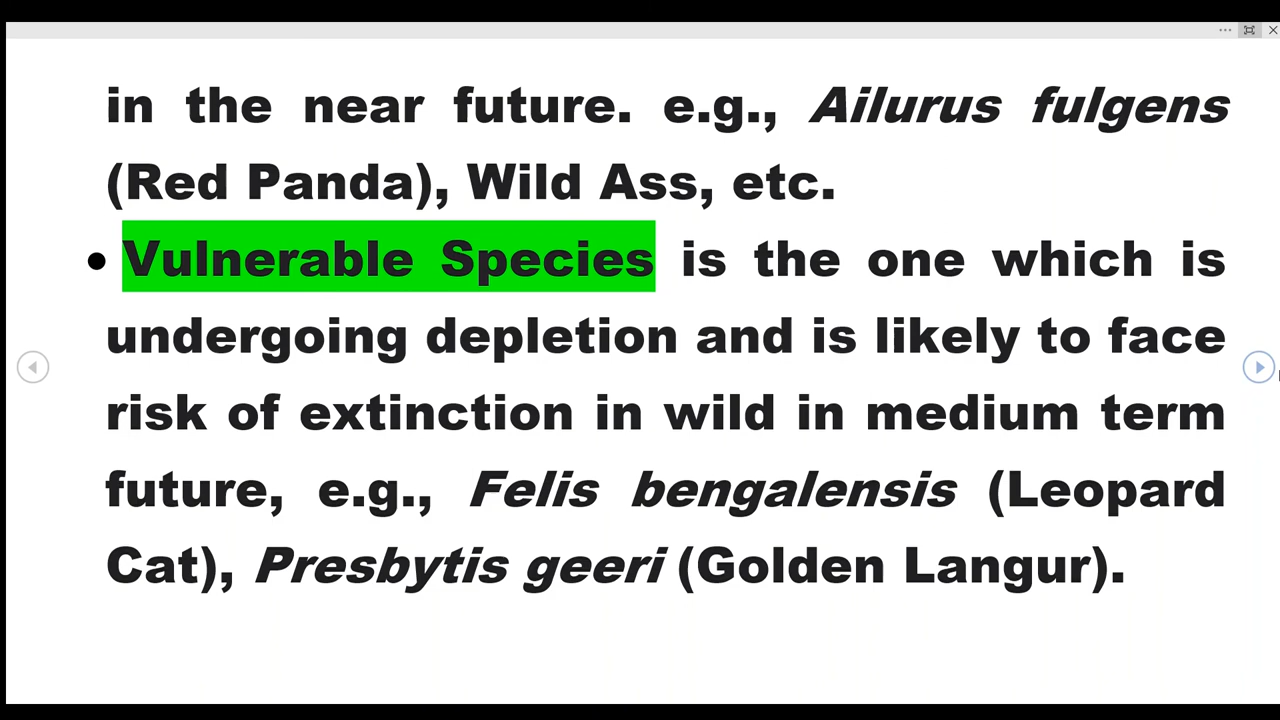 in the near future. e.g., Ailurus fulgens
(Red Panda), Wild Ass, etc.
• Vulnerable Species is the one which is
undergoing depletion and is likely to face
risk of extinction in wild in medium term
future, e.g., Felis bengalensis (Leopard
Cat), Presbytis geeri (Golden Langur).